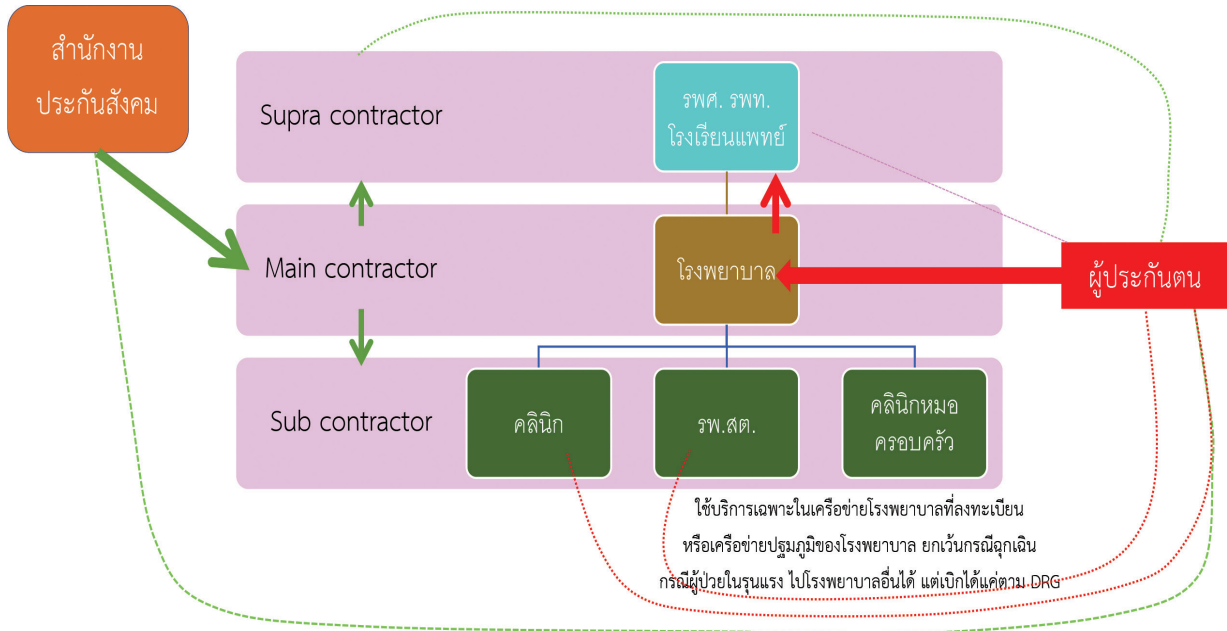 สำนักงาน
ประกันสังคม
Supra contractor
รพศ. รพท.
โรงเรียนแพทย์
Main contractor
โรงพยาบาล
ผู้ประกันตน
Sub contractor
คลินิก
รพ.สต.
คลินิกหมอ
ครอบครัว
ใช้บริการเฉพาะในเครือข่ายโรงพยาบาลที่ลงทะเบียน
หรือเครือข่ายปฐมภูมิของโรงพยาบาล ยกเว้นกรณีฉุกเฉิน
กรณีผู้ป่วยในรุนแรง ไปโรงพยาบาลอื่นได้ แต่เบิกได้แค่ตาม DRG